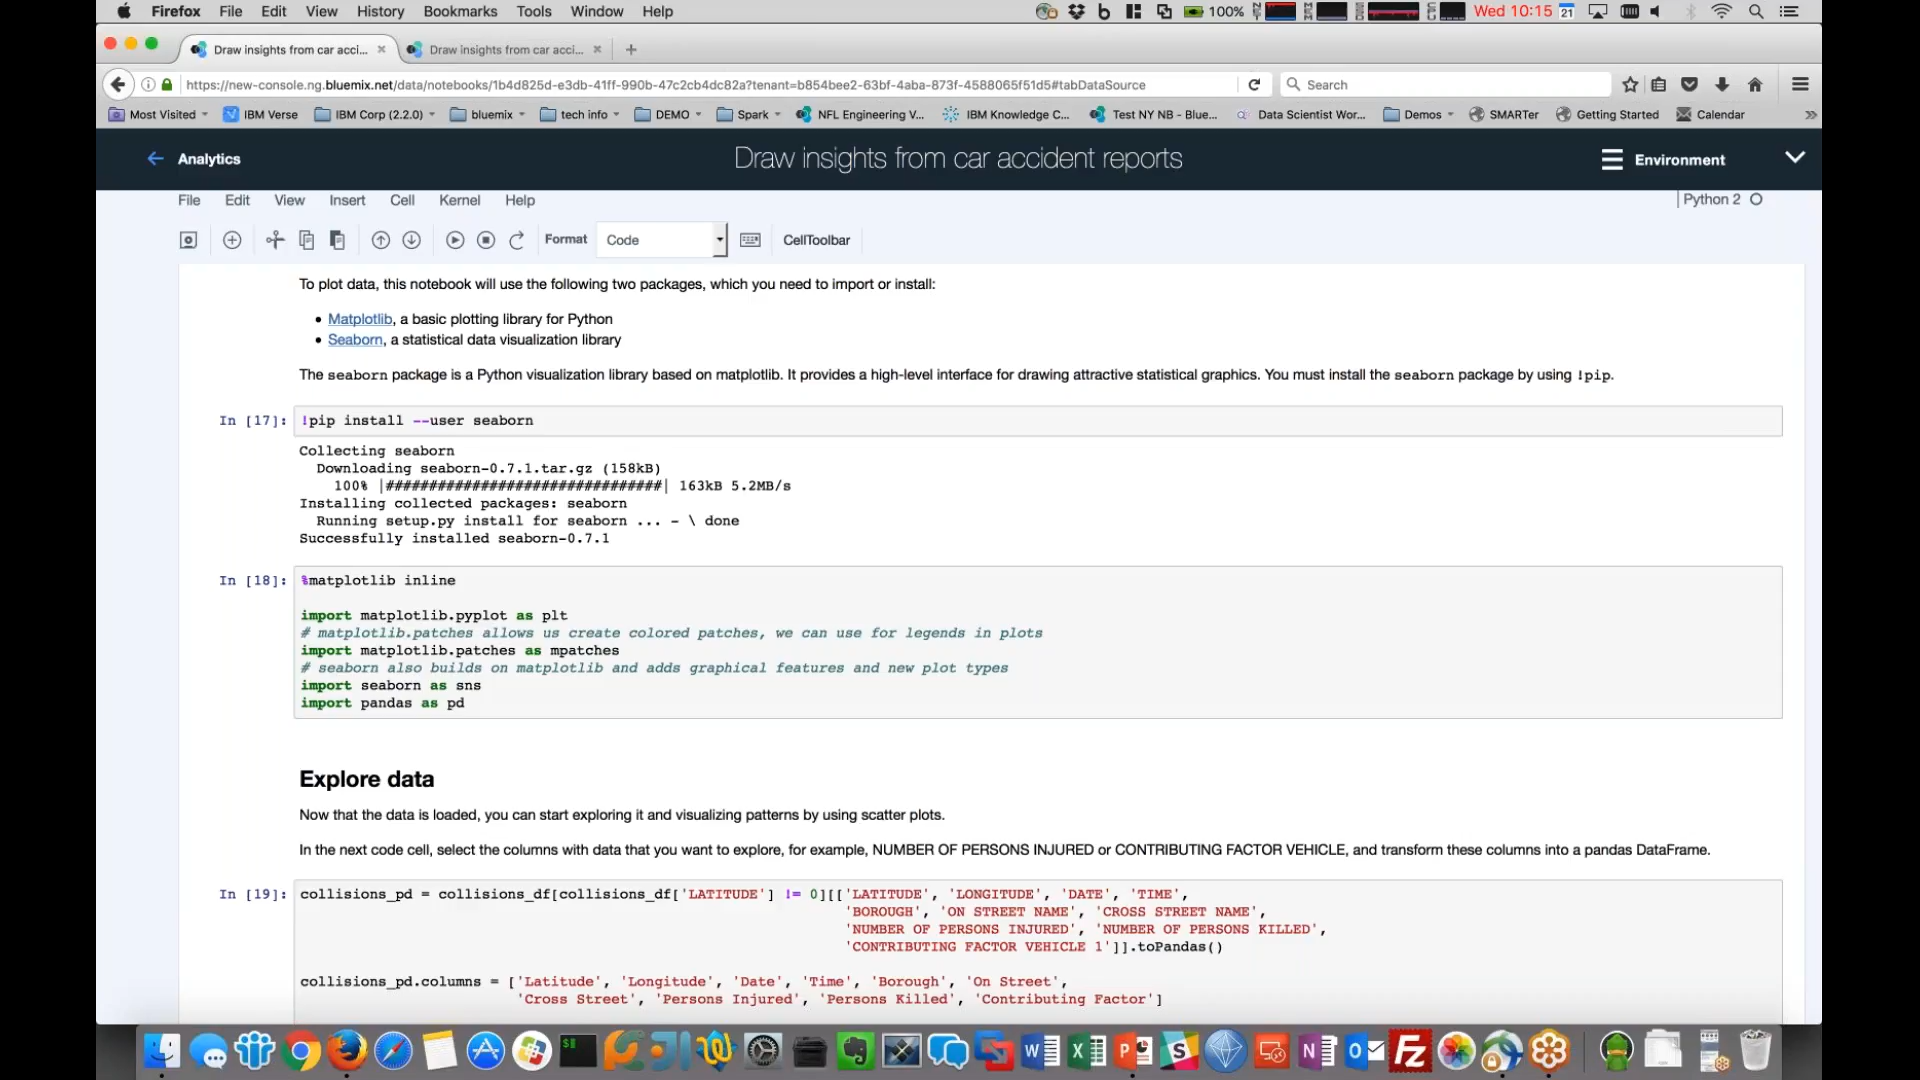 Firefox File Edit View History Bookmarks Tools Window Help 100% Wed 10:15 21
Draw insights from car acci... Draw insights from car acci...
https://new-console.ng.bluemix.net/data/notebooks/1b4d825d-e3db-41ff-990b-47c2cb4dc82a?tenant=b854bee2-63bf-4aba-873f-4588065f51d5#tabDataSource Search
Most Visited IBM Verse IBM Corp (2.2.0) bluemix tech info DEMO Spark NFL Engineering V... IBM Knowledge C... Test NY NB - Blue... Data Scientist Wor... Demos SMARTer Getting Started Calendar
Analytics Draw insights from car accident reports Environment
File Edit View Insert Cell Kernel Help Python 2
Format Code CellToolbar
To plot data, this notebook will use the following two packages, which you need to import or install:
• Matplotlib, a basic plotting library for Python
• Seaborn, a statistical data visualization library
The seaborn package is a Python visualization library based on matplotlib. It provides a high-level interface for drawing attractive statistical graphics. You must install the seaborn package by using !pip.
In [17]: !pip install --user seaborn
Collecting seaborn
Downloading seaborn-0.7.1.tar.gz (158kB)
100% |################################| 163kB 5.2MB/s
Installing collected packages: seaborn
Running setup.py install for seaborn ... - \ done
Successfully installed seaborn-0.7.1
In [18]: %matplotlib inline
import matplotlib.pyplot as plt
# matplotlib.patches allows us create colored patches, we can use for legends in plots
import matplotlib.patches as mpatches
# seaborn also builds on matplotlib and adds graphical features and new plot types
import seaborn as sns
import pandas as pd
Explore data
Now that the data is loaded, you can start exploring it and visualizing patterns by using scatter plots.
In the next code cell, select the columns with data that you want to explore, for example, NUMBER OF PERSONS INJURED or CONTRIBUTING FACTOR VEHICLE, and transform these columns into a pandas DataFrame.
In [19]: collisions_pd = collisions_df[collisions_df['LATITUDE'] != 0][['LATITUDE', 'LONGITUDE', 'DATE', 'TIME',
'BOROUGH', 'ON STREET NAME', 'CROSS STREET NAME',
'NUMBER OF PERSONS INJURED', 'NUMBER OF PERSONS KILLED',
'CONTRIBUTING FACTOR VEHICLE 1']].toPandas()
collisions_pd.columns = ['Latitude', 'Longitude', 'Date', 'Time', 'Borough', 'On Street',
'Cross Street', 'Persons Injured', 'Persons Killed', 'Contributing Factor']